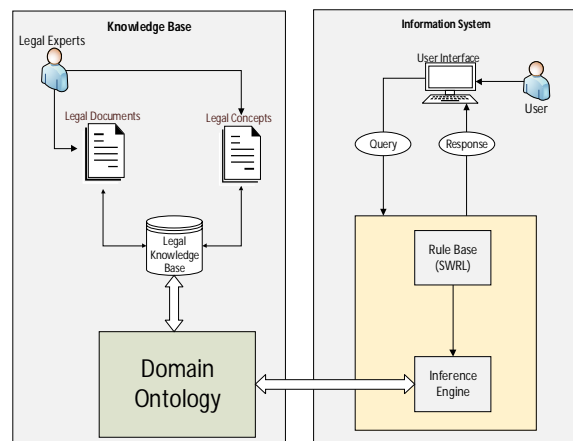 Knowledge Base
Legal Experts
Legal Documents
Legal Concepts
Legal
Knowledge
Base
Domain
Ontology
Information System
User Interface
User
Query
Response
Rule Base
(SWRL)
Inference
Engine